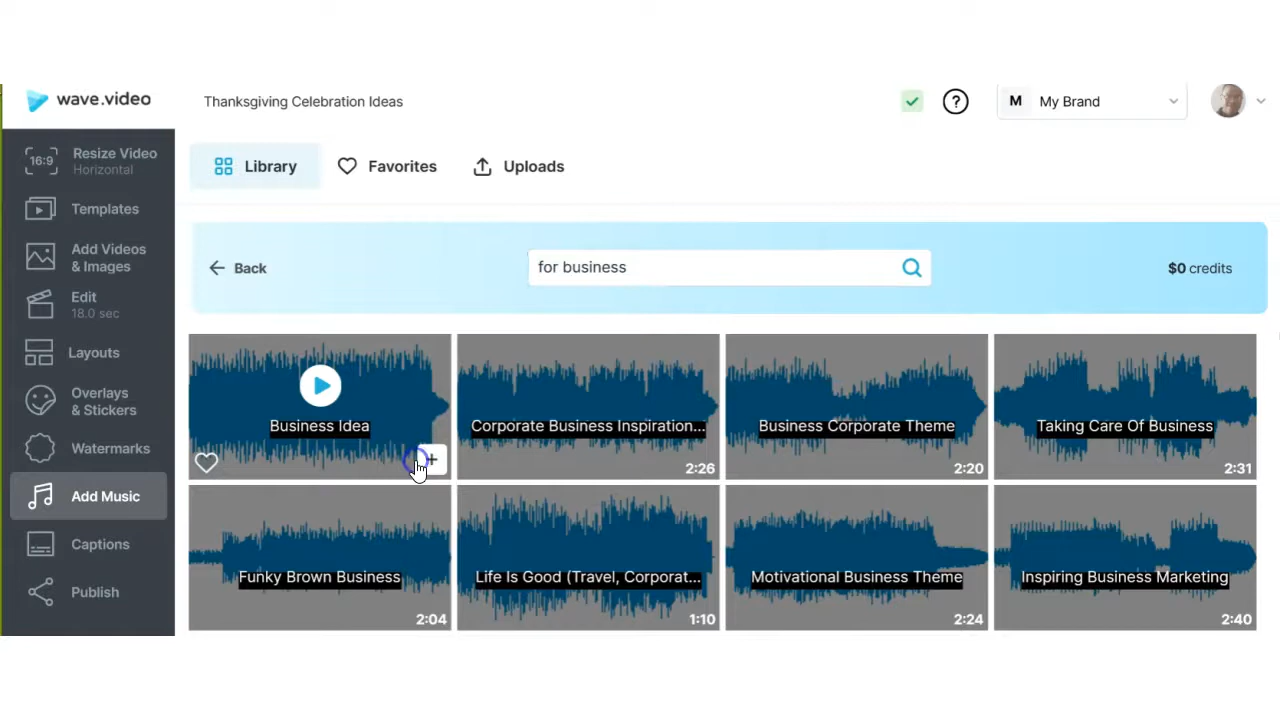 wave.video
Thanksgiving Celebration Ideas
?
M
My Brand
16:9
Resize Video
Horizontal
Templates
Add Videos
& Images
Edit
18.0 sec
Layouts
Overlays
& Stickers
Watermarks
Add Music
Captions
Publish
Library
Favorites
Uploads
Back
for business
$0 credits
Business Idea
+
Corporate Business Inspiration...
2:26
Business Corporate Theme
2:20
Taking Care Of Business
2:31
Funky Brown Business
2:04
Life Is Good (Travel, Corporat...
1:10
Motivational Business Theme
2:24
Inspiring Business Marketing
2:40